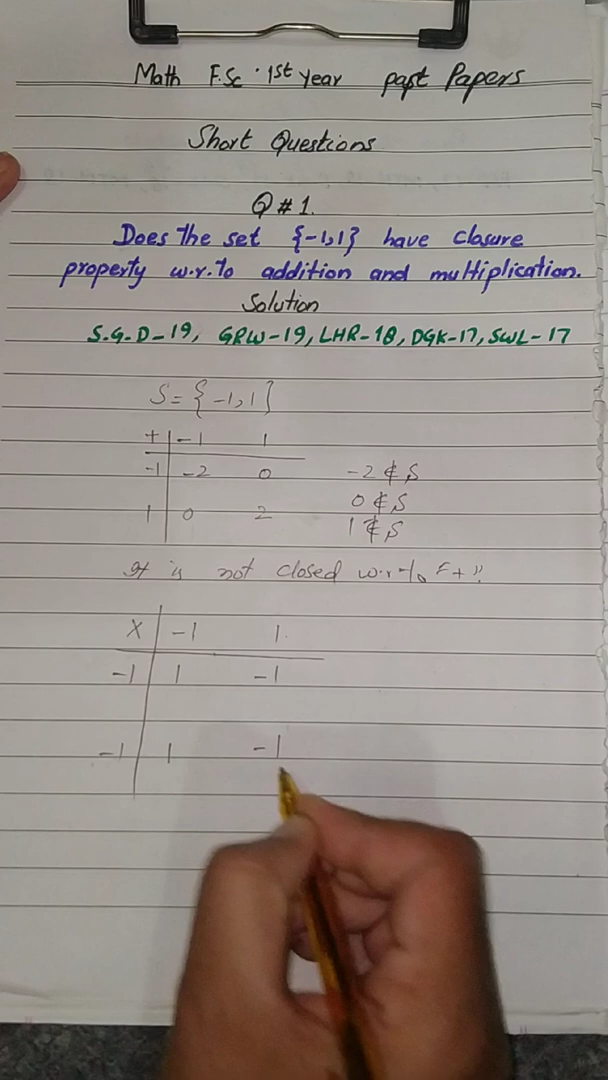 Math F.Sc. 1st year past Papers
Short Questions
Q # 1.
Does the set {-1,1} have closure
property w.r.to addition and multiplication.
Solution
S.G.D-19, GRW-19, LHR-18, DGK-17, SWL-17
S = {-1,1}
+ -1 1
-1 -2 0 -2 ∉ S
0 ∉ S
1 0 2 1 ∉ S
It is not closed w.r.to "+".
X -1 1.
-1 1 -1
-1 1 -1